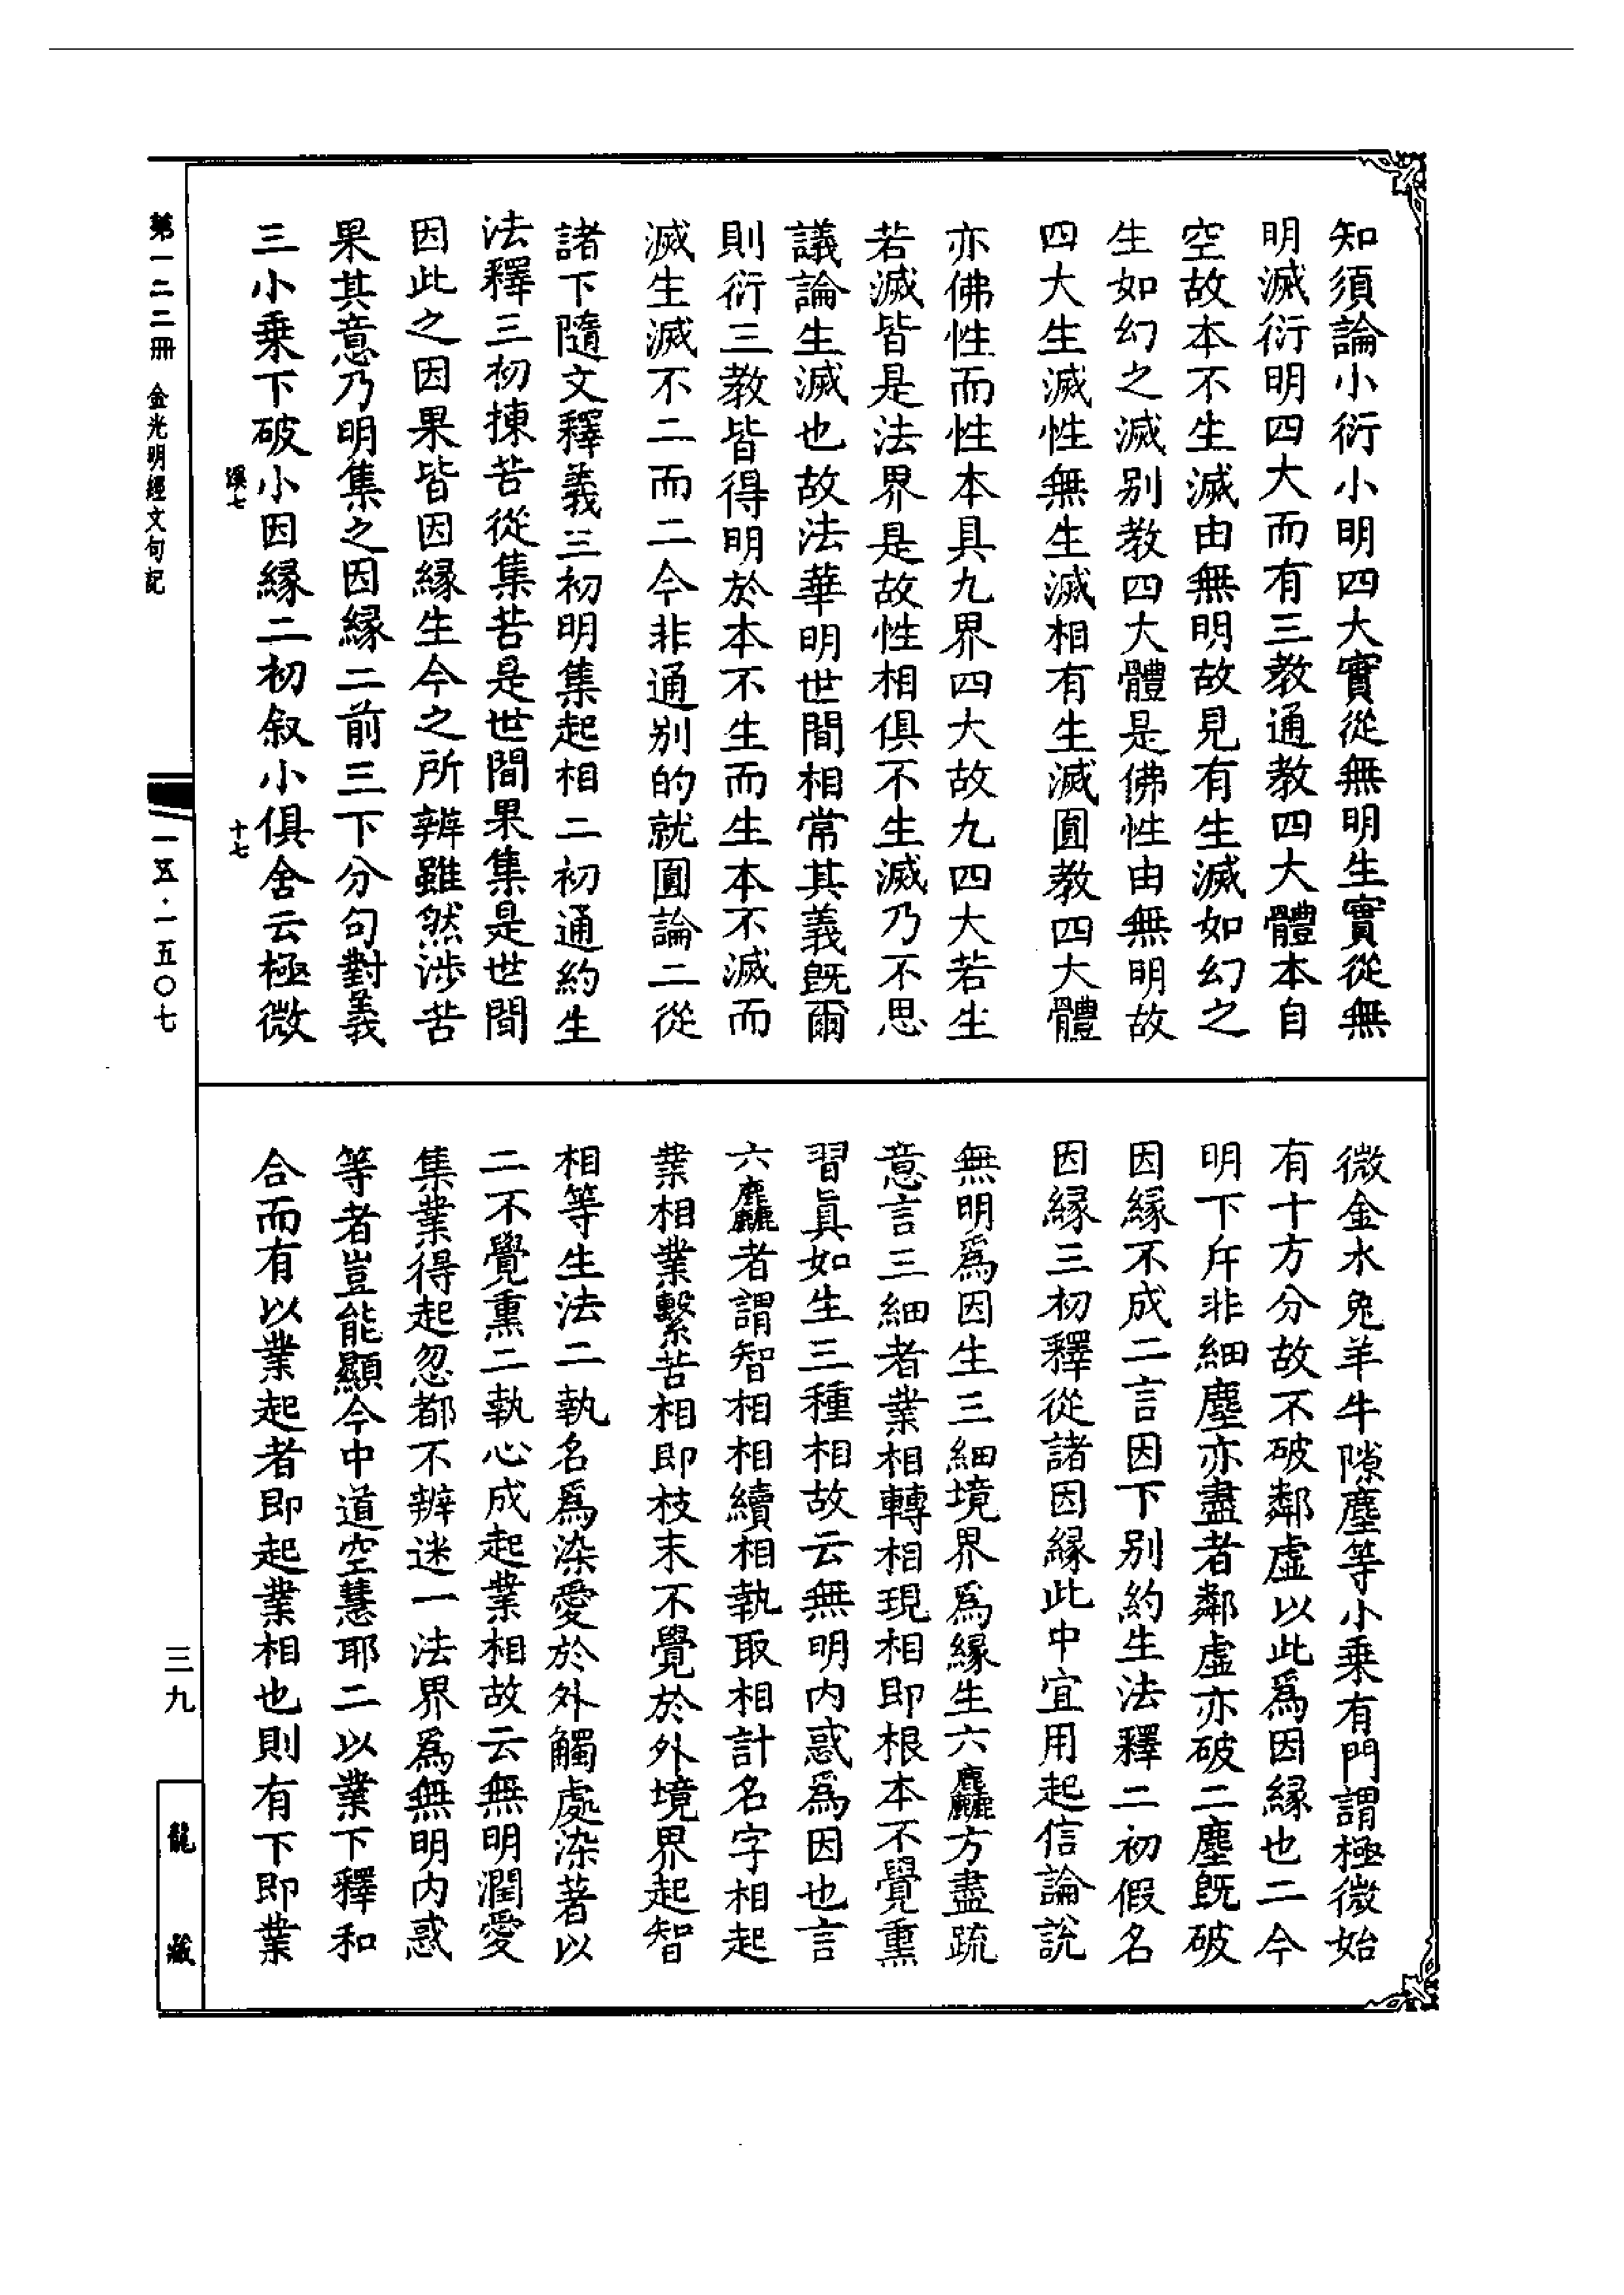 知須論小衍小明四大實從無明生實從無
明滅衍明四大而有三教通教四大體本自
空故本不生滅由無明故見有生滅如幻之
生如幻之滅別教四大體是佛性由無明故
四大生滅性無生滅相有生滅圓教四大體
亦佛性而性本具九界四大故九四大若生
若滅皆是法界是故性相俱不生滅乃不思
議論生滅也故法華明世間相常其義旣爾
則衍三教皆得明於本不生而生本不滅而
滅生滅不二而二今非通別的就圓論二從
諸下隨文釋義三初明集起相二初通約生
法釋三初揀苦從集苦是世間果集是世間
因此之因果皆因緣生今之所辨雖然涉苦
果其意乃明集之因緣二前三下分句對義
三小乗下破小因緣二初叙小俱舍云極微
微金水兔羊牛隙塵等小乗有門謂極微始
有十方分故不破鄰虛以此爲因緣也二今
明下斥非細塵亦盡者鄰虛亦破二塵旣破
因緣不成二言因下別約生法釋二初假名
因緣三初釋從諸因緣此中宜用起信論說
無明爲因生三細境界爲緣生六麤方盡疏
意言三細者業相轉相現相即根本不覺熏
習眞如生三種相故云無明内惑爲因也言
六麤者謂智相相續相執取相計名字相起
業相業繫苦相即枝末不覺於外境界起智
相等生法二執名爲染愛於外觸處染著以
二不覺熏二執心成起業相故云無明潤愛
集業得起忽都不辨迷一法界爲無明内惑
等者豈能顯今中道空慧耶二以業下釋和
合而有以業起者即起業相也則有下即業
第一二二冊 金光明經文句記
溪七
十七
一五·一五〇七
三九
龍藏